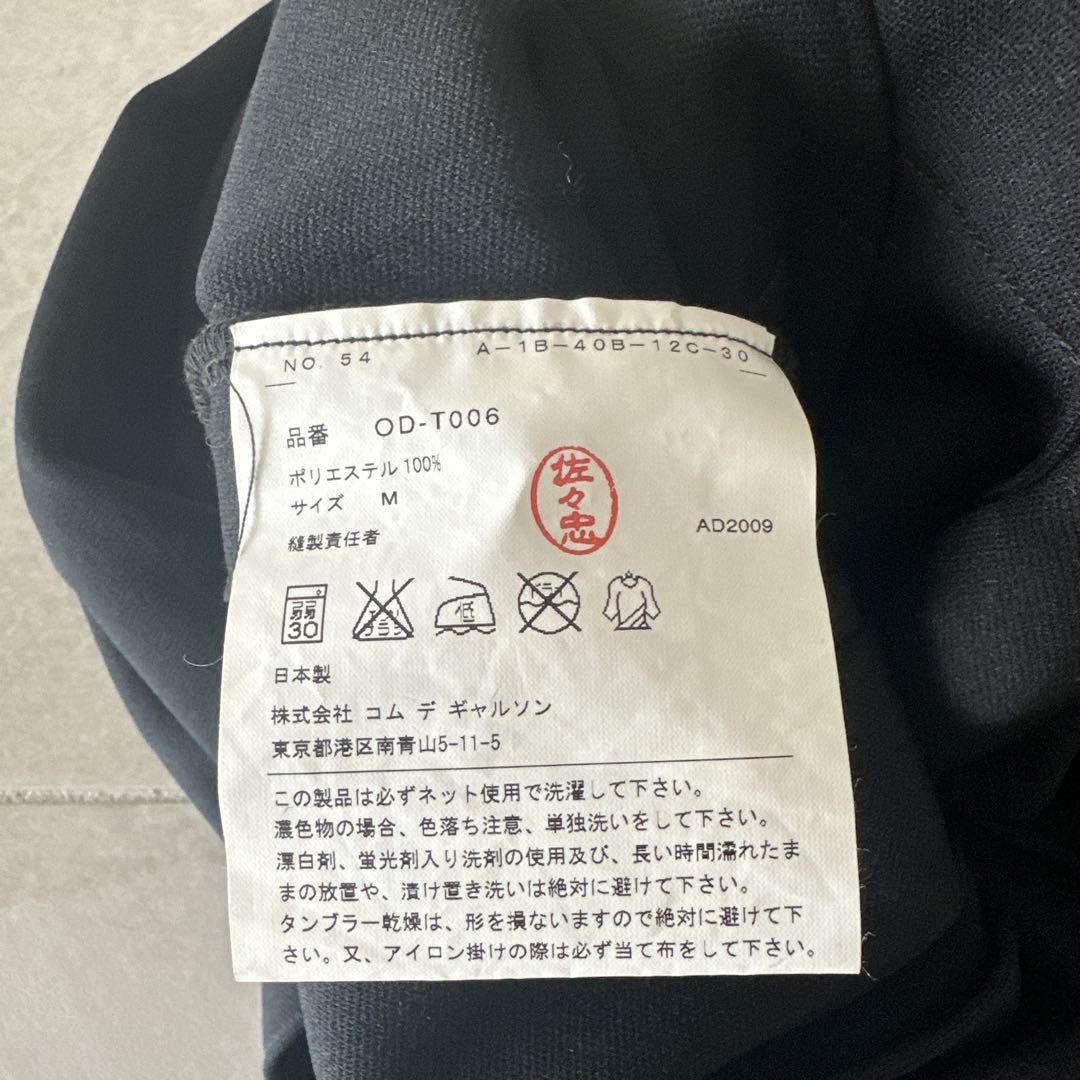 NO. 54 A-1B-40B-12C-30
品番 OD-T006
ポリエステル 100%
サイズ M
縫製責任者
佐々忠
AD2009
弱
30
エンソ
フラシ
低
ドライ
日本製
株式会社 コム デ ギャルソン
東京都港区南青山5-11-5
この製品は必ずネット使用で洗濯して下さい。
濃色物の場合、色落ち注意、単独洗いをして下さい。
漂白剤、蛍光剤入り洗剤の使用及び、長い時間濡れたま
まの放置や、漬け置き洗いは絶対に避けて下さい。
タンブラー乾燥は、形を損ないますので絶対に避けて下
さい。又、アイロン掛けの際は必ず当て布をして下さい。